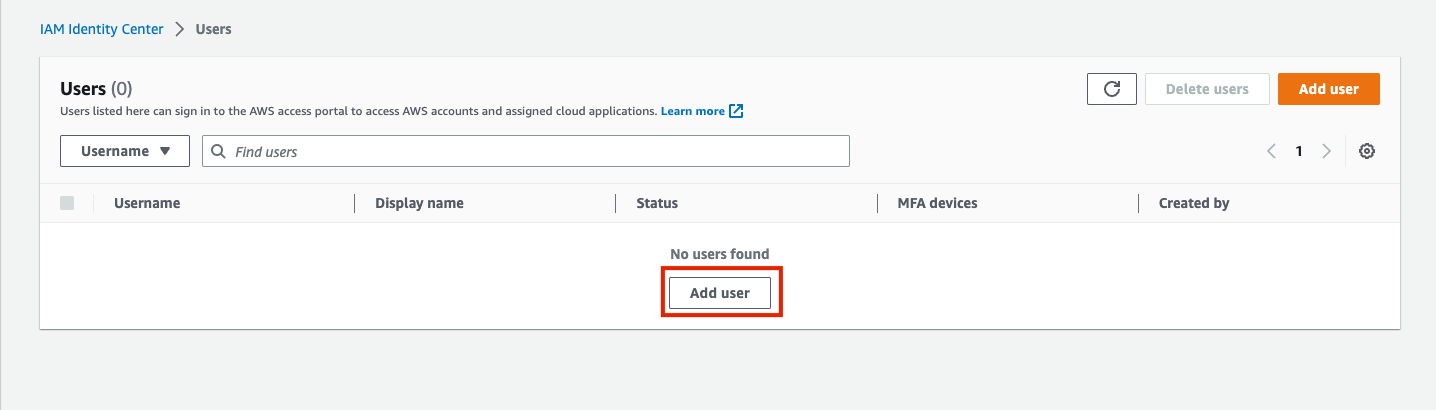 IAM Identity Center > Users
Users (0)
Delete users
Add user
Users listed here can sign in to the AWS access portal to access AWS accounts and assigned cloud applications. Learn more
Username
Find users
1
Username Display name Status MFA devices Created by
No users found
Add user